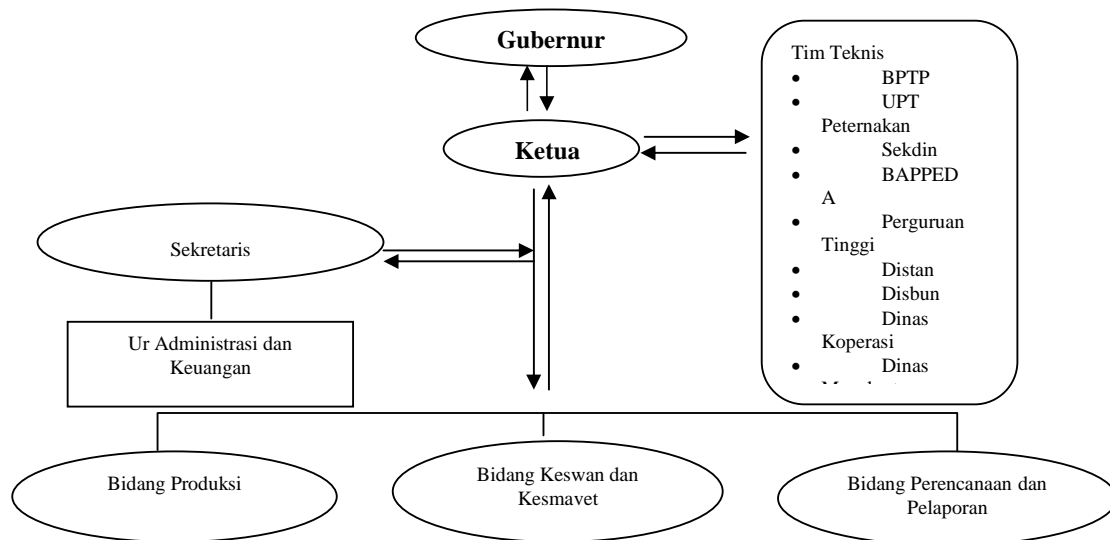 Gubernur
Ketua
Tim Teknis
• BPTP
• UPT
Peternakan
• Sekdin
• BAPPED
A
• Perguruan
Tinggi
• Distan
• Disbun
• Dinas
Koperasi
• Dinas
Sekretaris
Ur Administrasi dan
Keuangan
Bidang Produksi
Bidang Keswan dan
Kesmavet
Bidang Perencanaan dan
Pelaporan